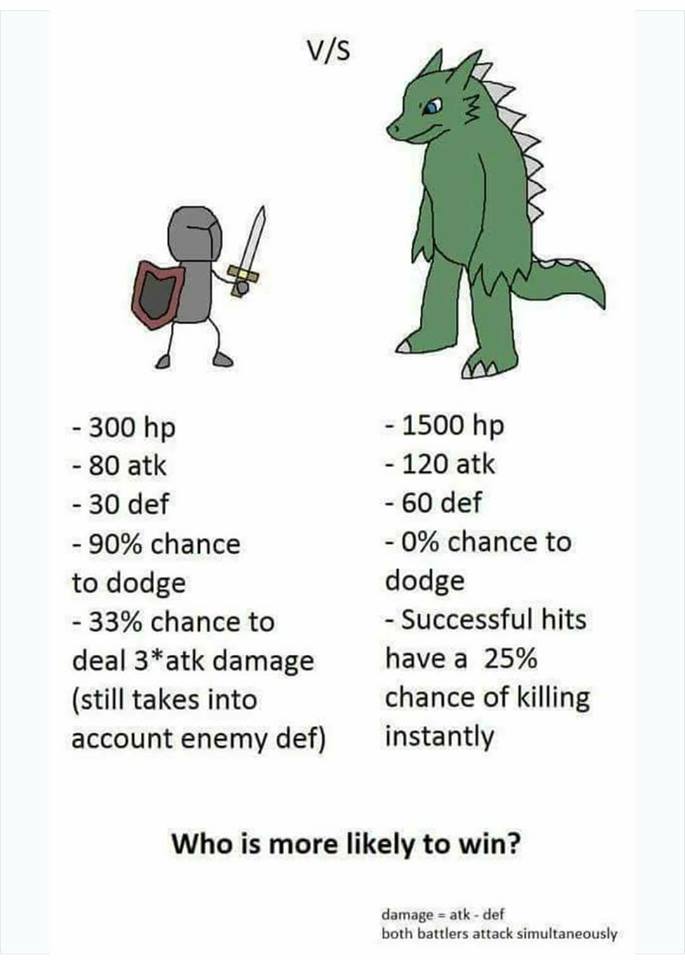 V/S
- 300 hp
- 80 atk
- 30 def
- 90% chance
to dodge
- 33% chance to
deal 3*atk damage
(still takes into
account enemy def)
- 1500 hp
- 120 atk
- 60 def
- 0% chance to
dodge
- Successful hits
have a 25%
chance of killing
instantly
Who is more likely to win?
damage = atk - def
both battlers attack simultaneously